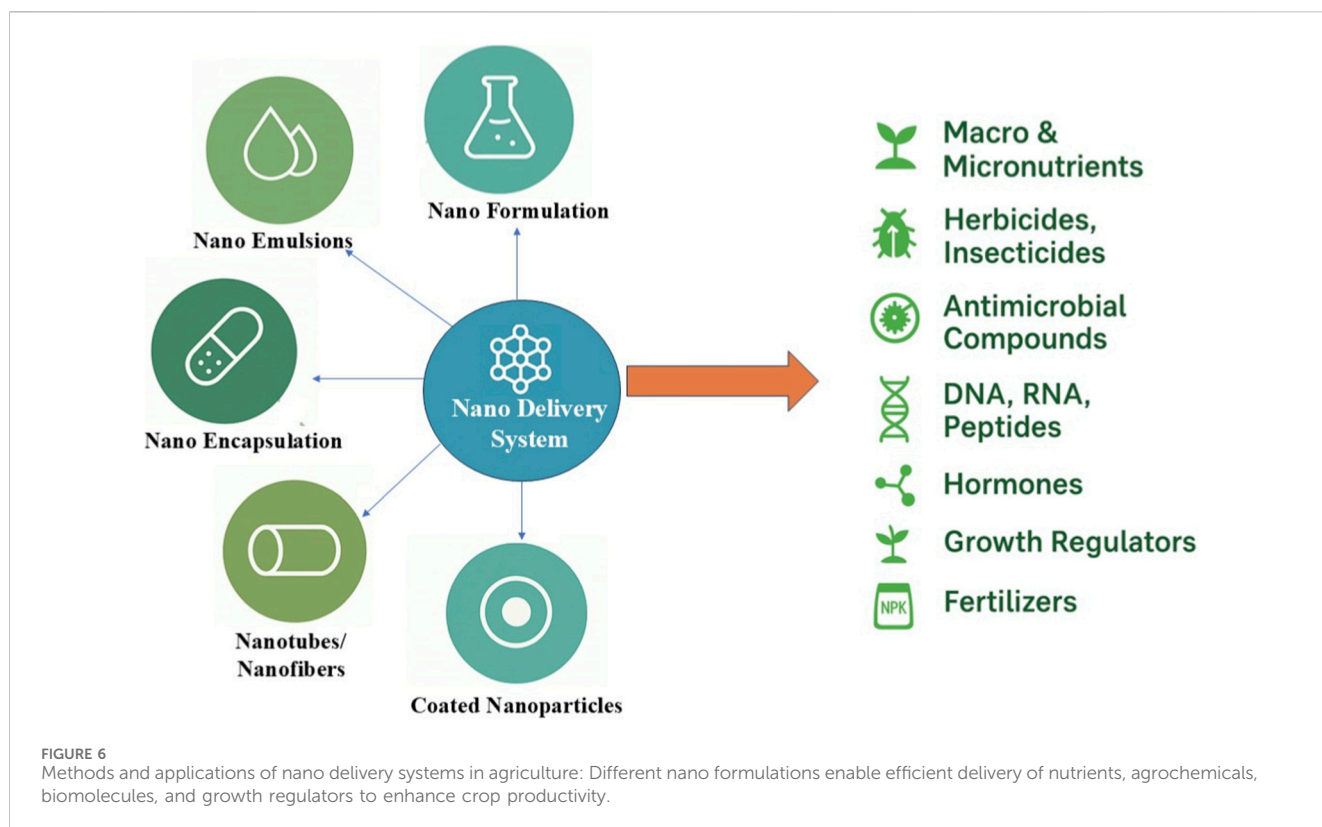 Nano Formulation
Nano Emulsions
Nano Encapsulation
Nano Delivery
System
Nanotubes/
Nanofibers
Coated Nanoparticles
Macro &
Micronutrients
Herbicides,
Insecticides
Antimicrobial
Compounds
DNA, RNA,
Peptides
Hormones
Growth Regulators
NPK
Fertilizers
FIGURE 6
Methods and applications of nano delivery systems in agriculture: Different nano formulations enable efficient delivery of nutrients, agrochemicals,
biomolecules, and growth regulators to enhance crop productivity.